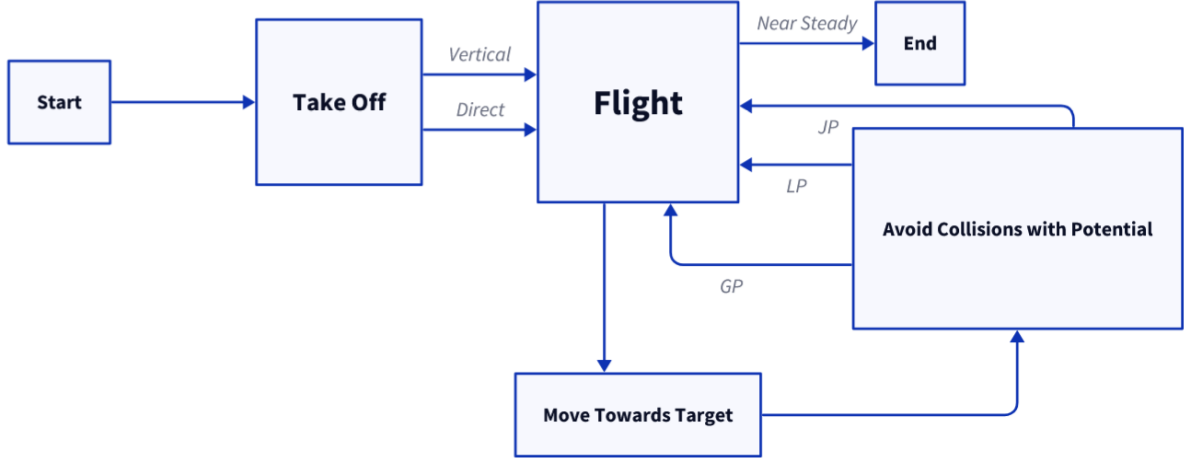 Start
Take Off
Vertical
Direct
Flight
Near Steady
End
JP
LP
GP
Avoid Collisions with Potential
Move Towards Target